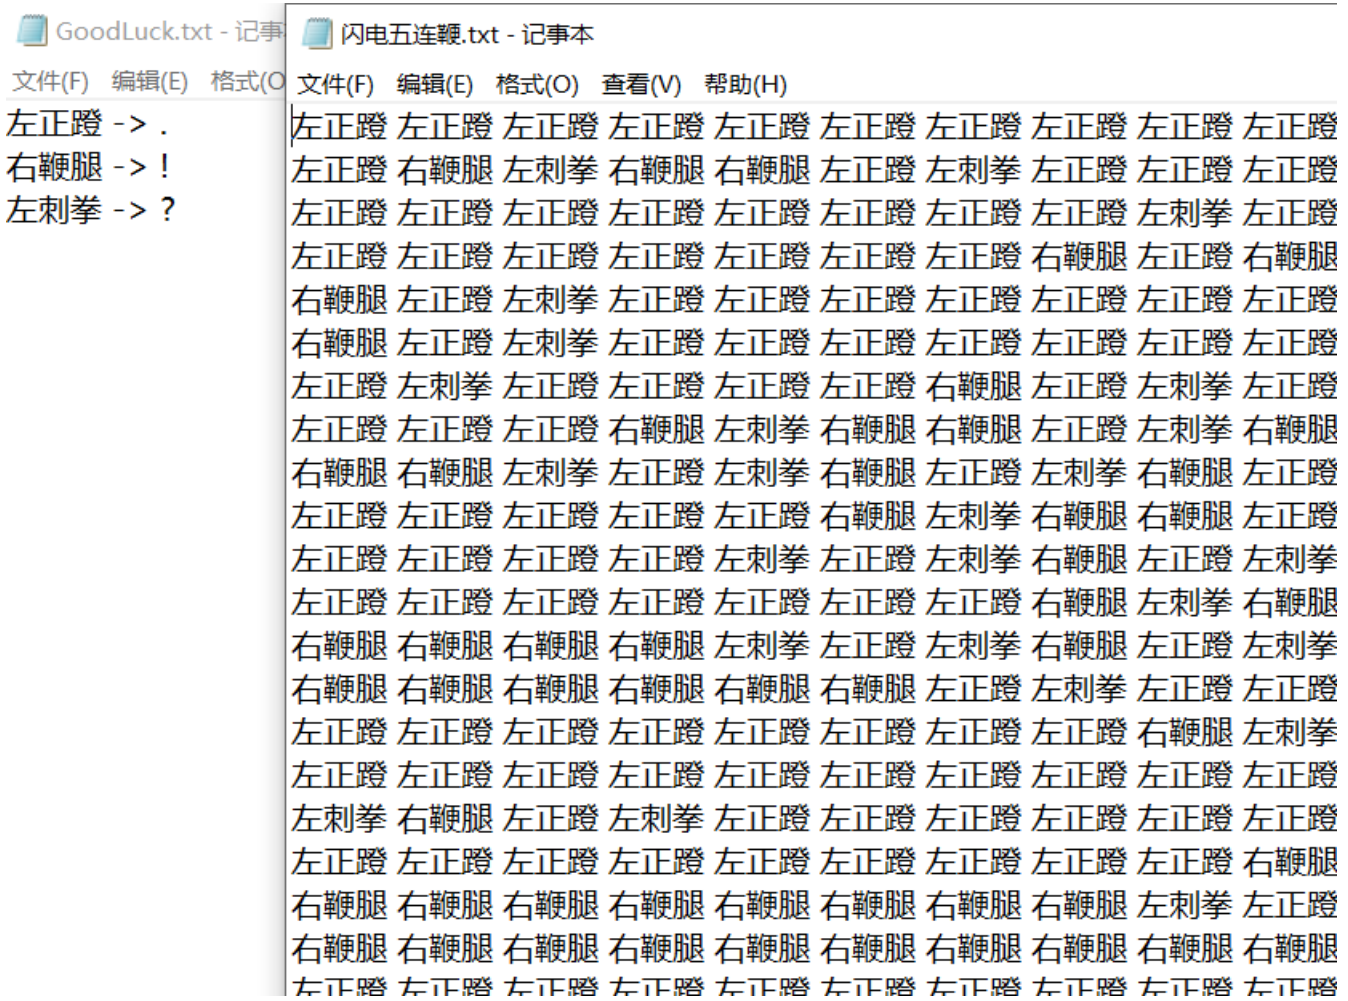 GoodLuck.txt - 记事
文件(F) 编辑(E) 格式(O
左正蹬 -> .
右鞭腿 -> !
左刺拳 -> ?
闪电五连鞭.txt - 记事本
文件(F) 编辑(E) 格式(O) 查看(V) 帮助(H)
左正蹬 左正蹬 左正蹬 左正蹬 左正蹬 左正蹬 左正蹬 左正蹬 左正蹬 左正蹬
左正蹬 右鞭腿 左刺拳 右鞭腿 右鞭腿 左正蹬 左刺拳 左正蹬 左正蹬 左正蹬
左正蹬 左正蹬 左正蹬 左正蹬 左正蹬 左正蹬 左正蹬 左正蹬 左刺拳 左正蹬
左正蹬 左正蹬 左正蹬 左正蹬 左正蹬 左正蹬 左正蹬 右鞭腿 左正蹬 右鞭腿
右鞭腿 左正蹬 左刺拳 左正蹬 左正蹬 左正蹬 左正蹬 左正蹬 左正蹬 左正蹬
右鞭腿 左正蹬 左刺拳 左正蹬 左正蹬 左正蹬 左正蹬 左正蹬 左正蹬 左正蹬
左正蹬 左刺拳 左正蹬 左正蹬 左正蹬 左正蹬 右鞭腿 左正蹬 左刺拳 左正蹬
左正蹬 左正蹬 左正蹬 右鞭腿 左刺拳 右鞭腿 右鞭腿 左正蹬 左刺拳 右鞭腿
右鞭腿 右鞭腿 左刺拳 左正蹬 左刺拳 右鞭腿 左正蹬 左刺拳 右鞭腿 左正蹬
左正蹬 左正蹬 左正蹬 左正蹬 左正蹬 右鞭腿 左刺拳 右鞭腿 右鞭腿 左正蹬
左正蹬 左正蹬 左正蹬 左正蹬 左刺拳 左正蹬 左刺拳 右鞭腿 左正蹬 左刺拳
左正蹬 左正蹬 左正蹬 左正蹬 左正蹬 左正蹬 左正蹬 右鞭腿 左刺拳 右鞭腿
右鞭腿 右鞭腿 右鞭腿 右鞭腿 左刺拳 左正蹬 左刺拳 右鞭腿 左正蹬 左刺拳
右鞭腿 右鞭腿 右鞭腿 右鞭腿 右鞭腿 右鞭腿 左正蹬 左刺拳 左正蹬 左正蹬
左正蹬 左正蹬 左正蹬 左正蹬 左正蹬 左正蹬 左正蹬 左正蹬 右鞭腿 左刺拳
左正蹬 左正蹬 左正蹬 左正蹬 左正蹬 左正蹬 左正蹬 左正蹬 左正蹬 左正蹬
左刺拳 右鞭腿 左正蹬 左刺拳 左正蹬 左正蹬 左正蹬 左正蹬 左正蹬 左正蹬
左正蹬 左正蹬 左正蹬 左正蹬 左正蹬 左正蹬 左正蹬 左正蹬 左正蹬 右鞭腿
右鞭腿 右鞭腿 右鞭腿 右鞭腿 右鞭腿 右鞭腿 右鞭腿 右鞭腿 左刺拳 左正蹬
右鞭腿 右鞭腿 右鞭腿 右鞭腿 右鞭腿 右鞭腿 右鞭腿 右鞭腿 右鞭腿 右鞭腿
左正蹬 左正蹬 左正蹬 左正蹬 左正蹬 左正蹬 左正蹬 左正蹬 左正蹬 左正蹬